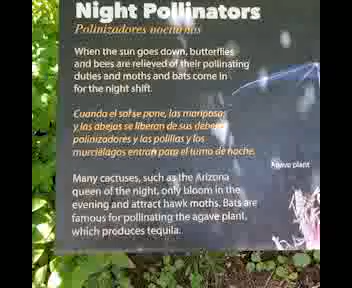 Night Pollinators
Polinizadores nocturnos
When the sun goes down, butterflies
and bees are relieved of their pollinating
duties and moths and bats come in
for the night shift.
Cuando el sol se pone, las mariposas
y las abejas se liberan de sus deberes
polinizadores y las polillas y los
murciélagos entran para el turno de noche.
Agave plant
Many cactuses, such as the Arizona
queen of the night, only bloom in the
evening and attract hawk moths. Bats are
famous for pollinating the agave plant,
which produces tequila.